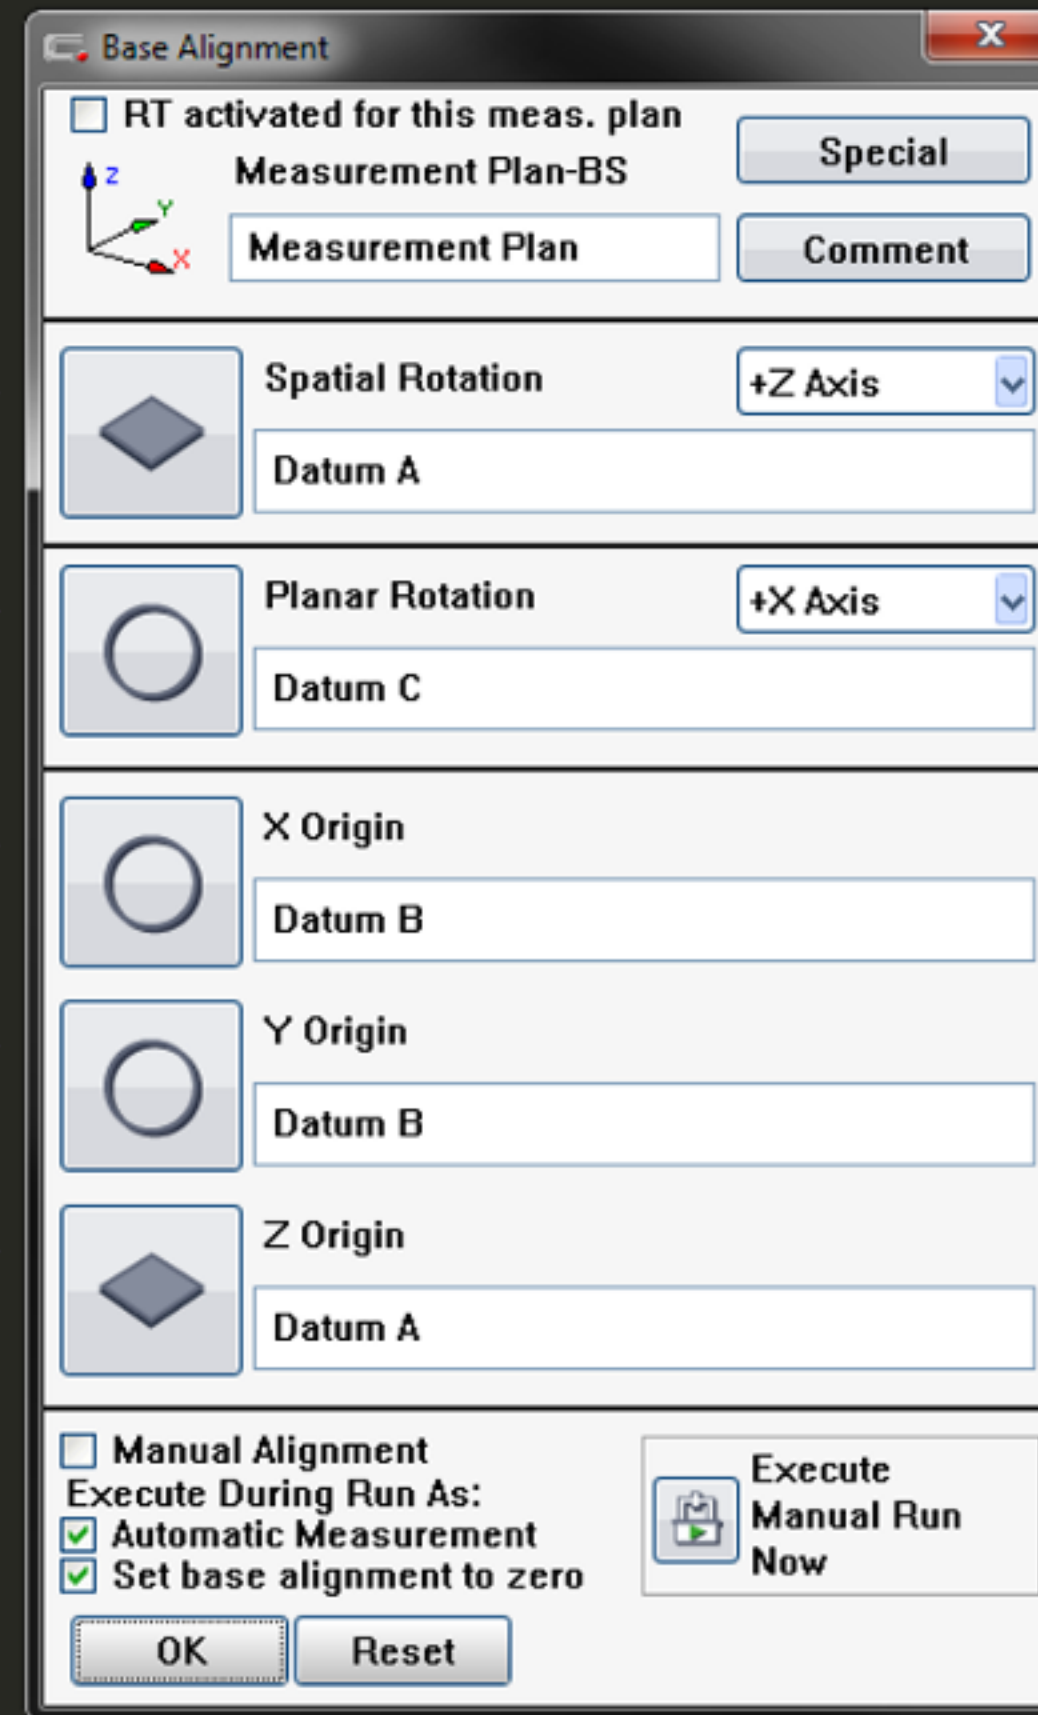 Base Alignment
RT activated for this meas. plan
Special
Z
Y
X
Measurement Plan-BS
Measurement Plan
Comment
Spatial Rotation
+Z Axis
Datum A
Planar Rotation
+X Axis
Datum C
X Origin
Datum B
Y Origin
Datum B
Z Origin
Datum A
Manual Alignment
Execute During Run As:
Automatic Measurement
Set base alignment to zero
Execute
Manual Run
Now
OK
Reset